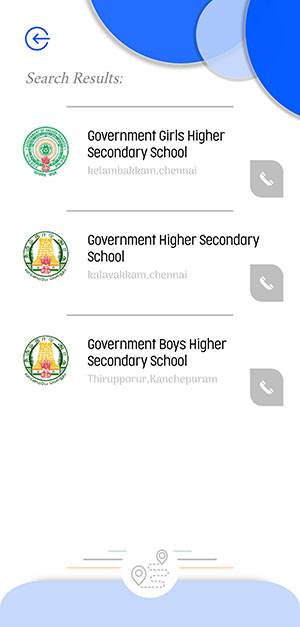 Search Results:
Government Girls Higher
Secondary School
kelambakkam,chennai
Government Higher Secondary
School
kalavakkam,chennai
Government Boys Higher
Secondary School
Thirupporur,Kanchepuram